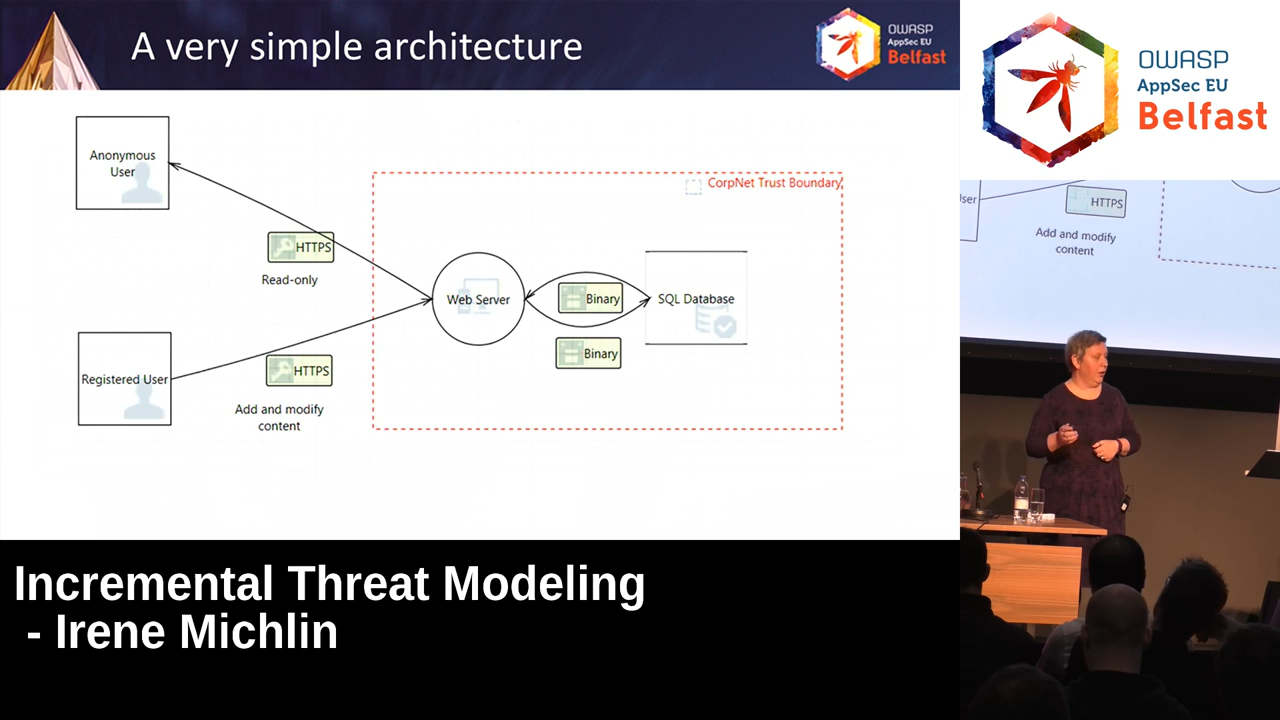 A very simple architecture
OWASP
AppSec EU
Belfast
Anonymous
User
HTTPS
Read-only
CorpNet Trust Boundary
Web Server
Binary
SQL Database
Binary
Registered User
HTTPS
Add and modify
content
OWASP
AppSec EU
Belfast
HTTPS
Add and modify
content
Incremental Threat Modeling
- Irene Michlin